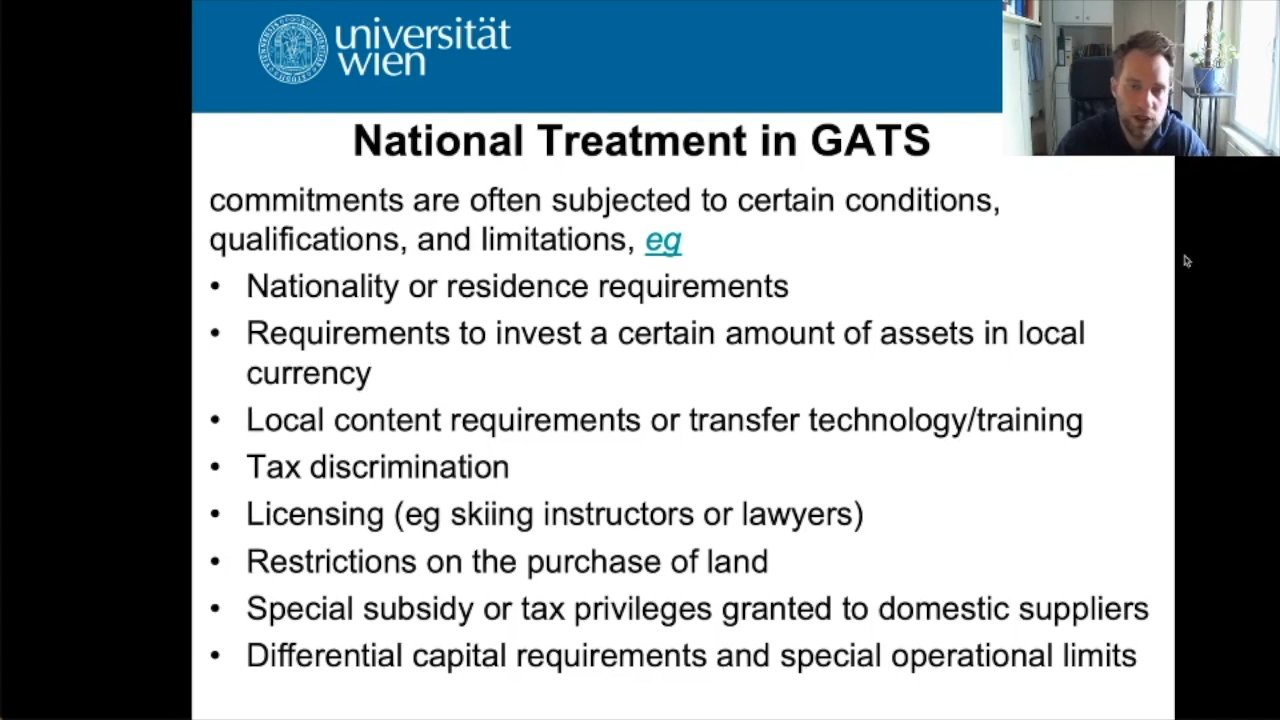 universität
wien
National Treatment in GATS
commitments are often subjected to certain conditions,
qualifications, and limitations, eg
• Nationality or residence requirements
• Requirements to invest a certain amount of assets in local
currency
• Local content requirements or transfer technology/training
• Tax discrimination
• Licensing (eg skiing instructors or lawyers)
• Restrictions on the purchase of land
• Special subsidy or tax privileges granted to domestic suppliers
• Differential capital requirements and special operational limits